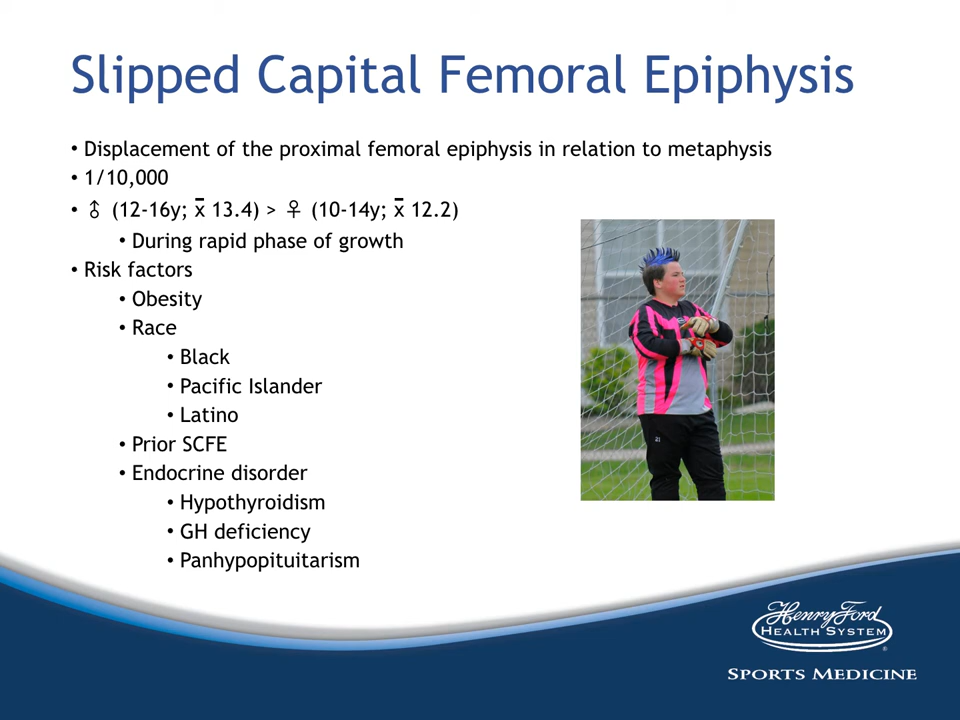 Slipped Capital Femoral Epiphysis
• Displacement of the proximal femoral epiphysis in relation to metaphysis
• 1/10,000
• ♂ (12-16y; x̄ 13.4) > ♀ (10-14y; x̄ 12.2)
• During rapid phase of growth
• Risk factors
• Obesity
• Race
• Black
• Pacific Islander
• Latino
• Prior SCFE
• Endocrine disorder
• Hypothyroidism
• GH deficiency
• Panhypopituitarism
Henry Ford
HEALTH SYSTEM
®
SPORTS MEDICINE